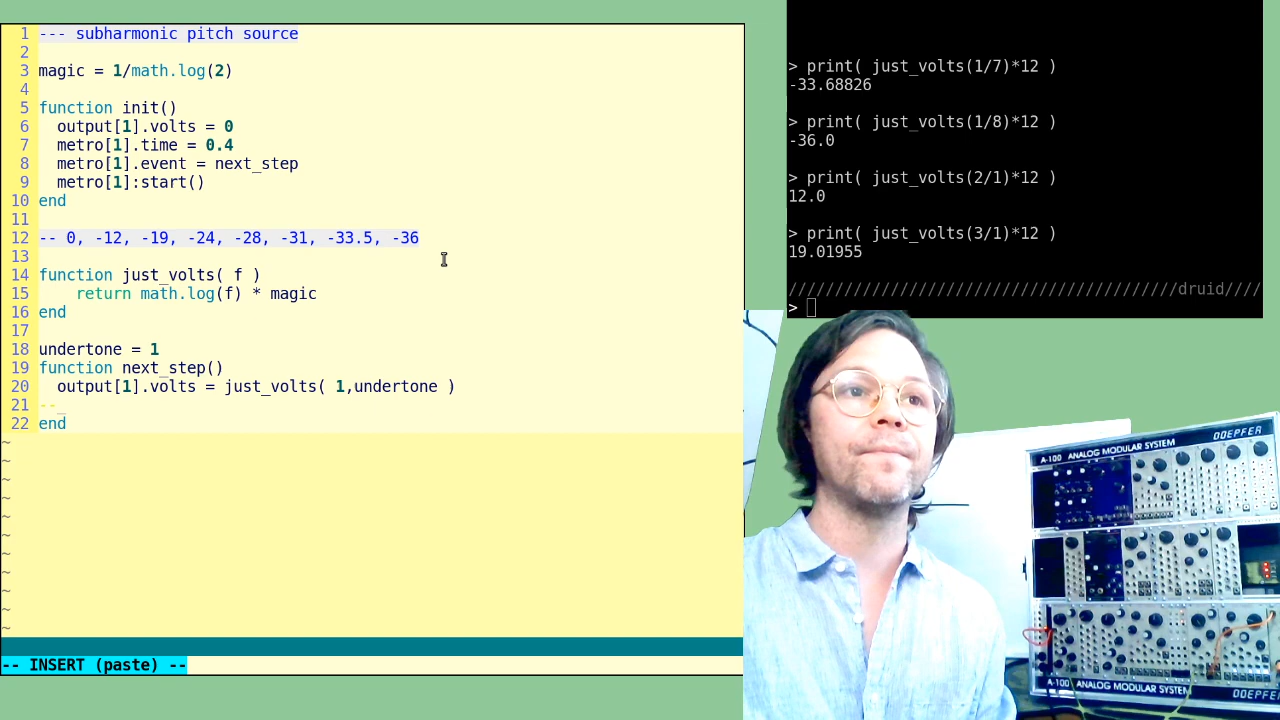 1 --- subharmonic pitch source
2
3 magic = 1/math.log(2)
4
5 function init()
6   output[1].volts = 0
7   metro[1].time = 0.4
8   metro[1].event = next_step
9   metro[1]:start()
10 end
11
12 -- 0, -12, -19, -24, -28, -31, -33.5, -36
13
14 function just_volts( f )
15     return math.log(f) * magic
16 end
17
18 undertone = 1
19 function next_step()
20   output[1].volts = just_volts( 1,undertone )
21 --_
22 end
~
~
~
~
~
~
~
~
~
~
~
-- INSERT (paste) --
> print( just_volts(1/7)*12 )
-33.68826
> print( just_volts(1/8)*12 )
-36.0
> print( just_volts(2/1)*12 )
12.0
> print( just_volts(3/1)*12 )
19.01955
//////////////////////////////////////////druid////
>
A-100 ANALOG MODULAR SYSTEM DOEPFER
A-100 ANALOG MODULAR SYSTEM DOEPFER